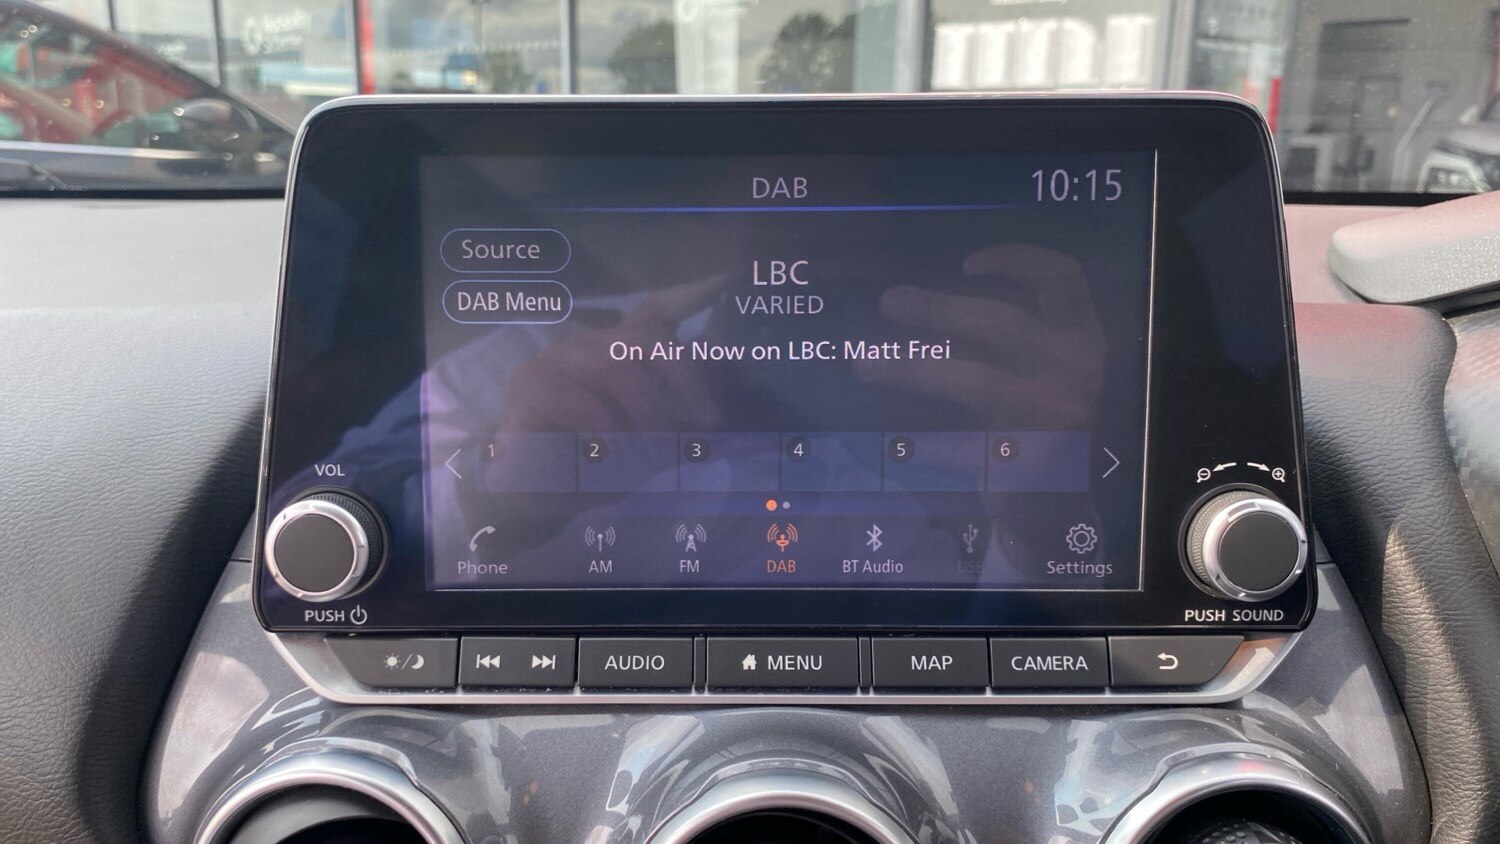 DAB
10:15
Source
DAB Menu
LBC
VARIED
On Air Now on LBC: Matt Frei
1 2 3 4 5 6
Phone AM FM DAB BT Audio USB Settings
VOL
PUSH
PUSH SOUND
AUDIO MENU MAP CAMERA